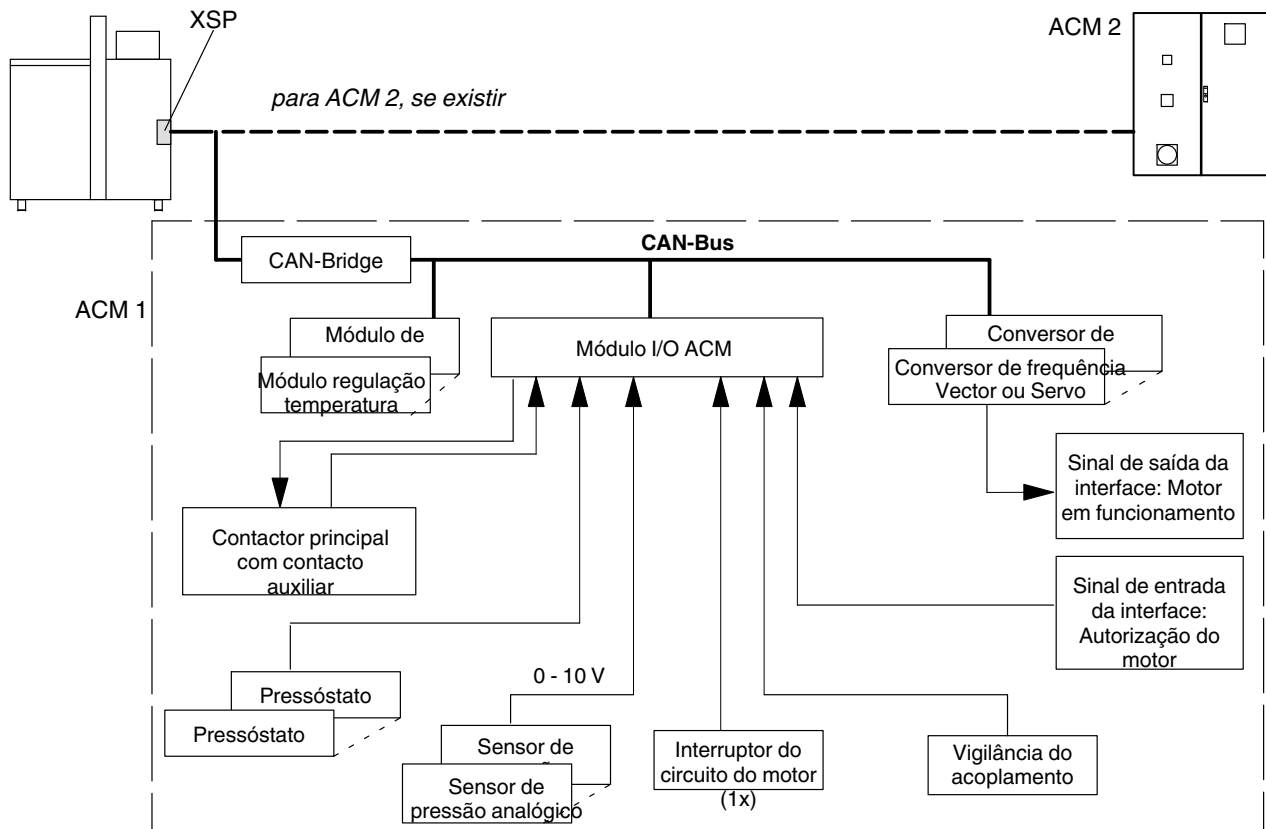 XSP
ACM 2
para ACM 2, se existir
CAN-Bus
CAN-Bridge
ACM 1
Módulo de
Módulo regulação
temperatura
Módulo I/O ACM
Conversor de
Conversor de frequência
Vector ou Servo
Sinal de saída da
interface: Motor
em funcionamento
Contactor principal
com contacto
auxiliar
Sinal de entrada
da interface:
Autorização do
motor
0 - 10 V
Pressóstato
Pressóstato
Sensor de
Sensor de
pressão analógico
Interruptor do
circuito do motor
(1x)
Vigilância do
acoplamento